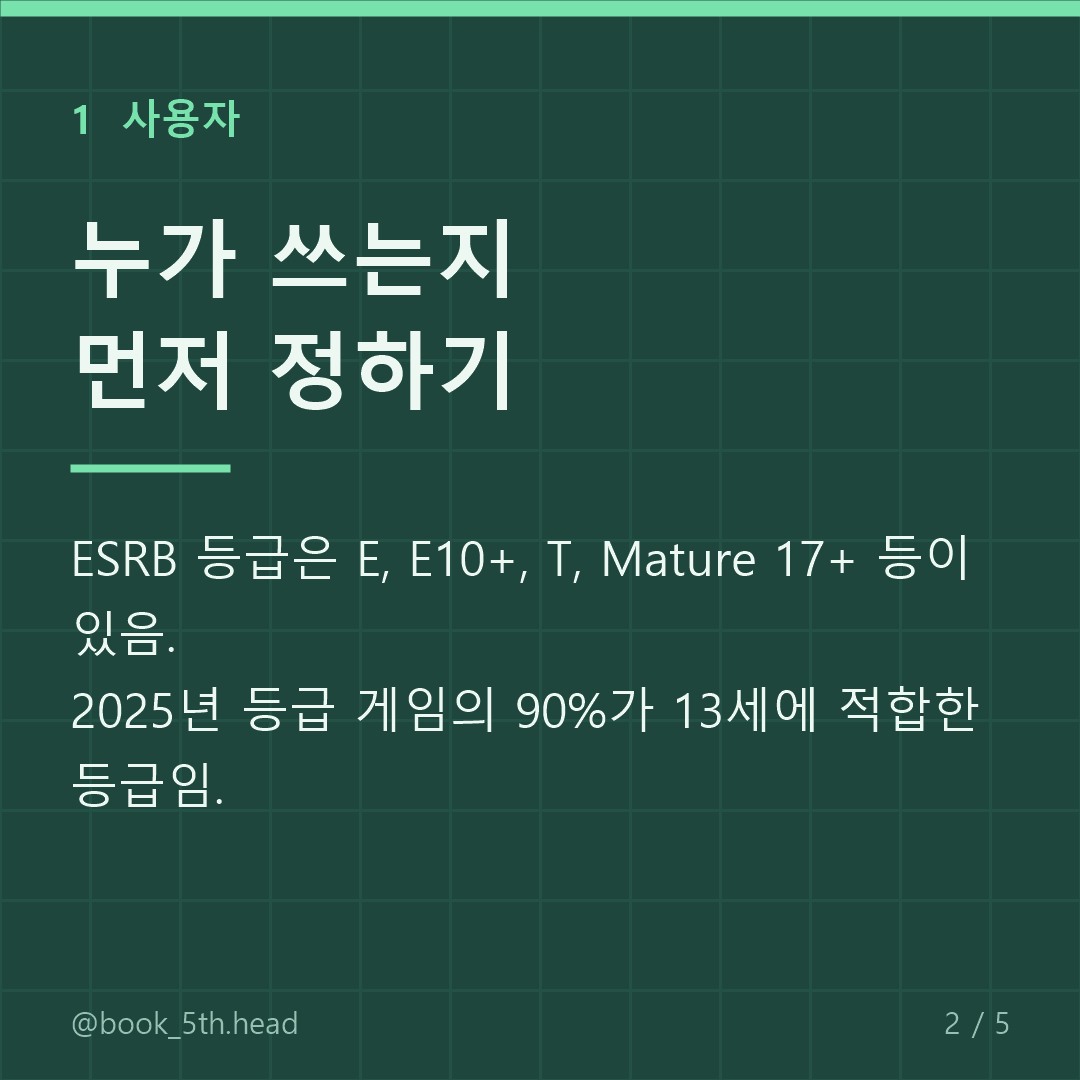 1 사용자
누가 쓰는지
먼저 정하기
ESRB 등급은 E, E10+, T, Mature 17+ 등이
있음.
2025년 등급 게임의 90%가 13세에 적합한
등급임.
@book_5th.head
2 / 5